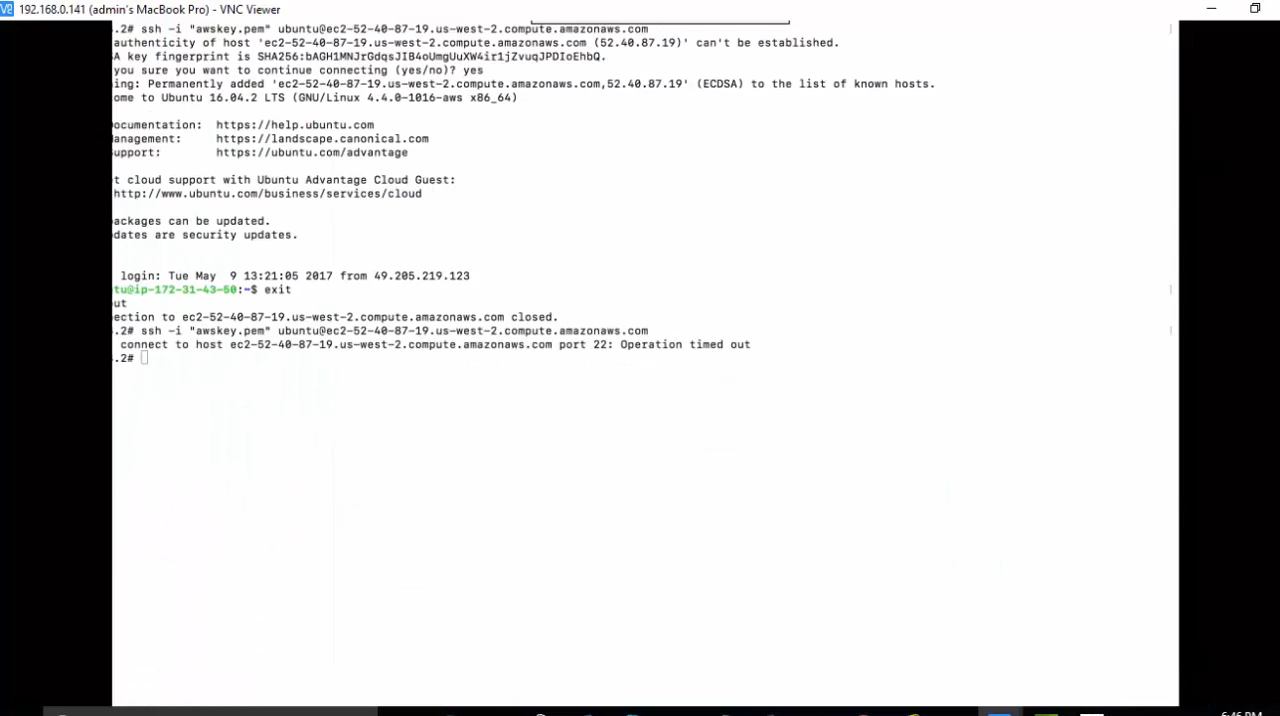 192.168.0.141 (admin's MacBook Pro) - VNC Viewer
.2# ssh -i "awskey.pem" ubuntu@ec2-52-40-87-19.us-west-2.compute.amazonaws.com
authenticity of host 'ec2-52-40-87-19.us-west-2.compute.amazonaws.com (52.40.87.19)' can't be established.
A key fingerprint is SHA256:bAGH1MNJrGdqsJIB4oUmgUuXW4ir1jZvuqJPDIoEhbQ.
you sure you want to continue connecting (yes/no)? yes
ing: Permanently added 'ec2-52-40-87-19.us-west-2.compute.amazonaws.com,52.40.87.19' (ECDSA) to the list of known hosts.
ome to Ubuntu 16.04.2 LTS (GNU/Linux 4.4.0-1016-aws x86_64)
ocumentation: https://help.ubuntu.com
anagement: https://landscape.canonical.com
upport: https://ubuntu.com/advantage
t cloud support with Ubuntu Advantage Cloud Guest:
http://www.ubuntu.com/business/services/cloud
ackages can be updated.
dates are security updates.
login: Tue May 9 13:21:05 2017 from 49.205.219.123
tu@ip-172-31-43-50:~$ exit
out
ection to ec2-52-40-87-19.us-west-2.compute.amazonaws.com closed.
.2# ssh -i "awskey.pem" ubuntu@ec2-52-40-87-19.us-west-2.compute.amazonaws.com
connect to host ec2-52-40-87-19.us-west-2.compute.amazonaws.com port 22: Operation timed out
.2#
6:46 PM